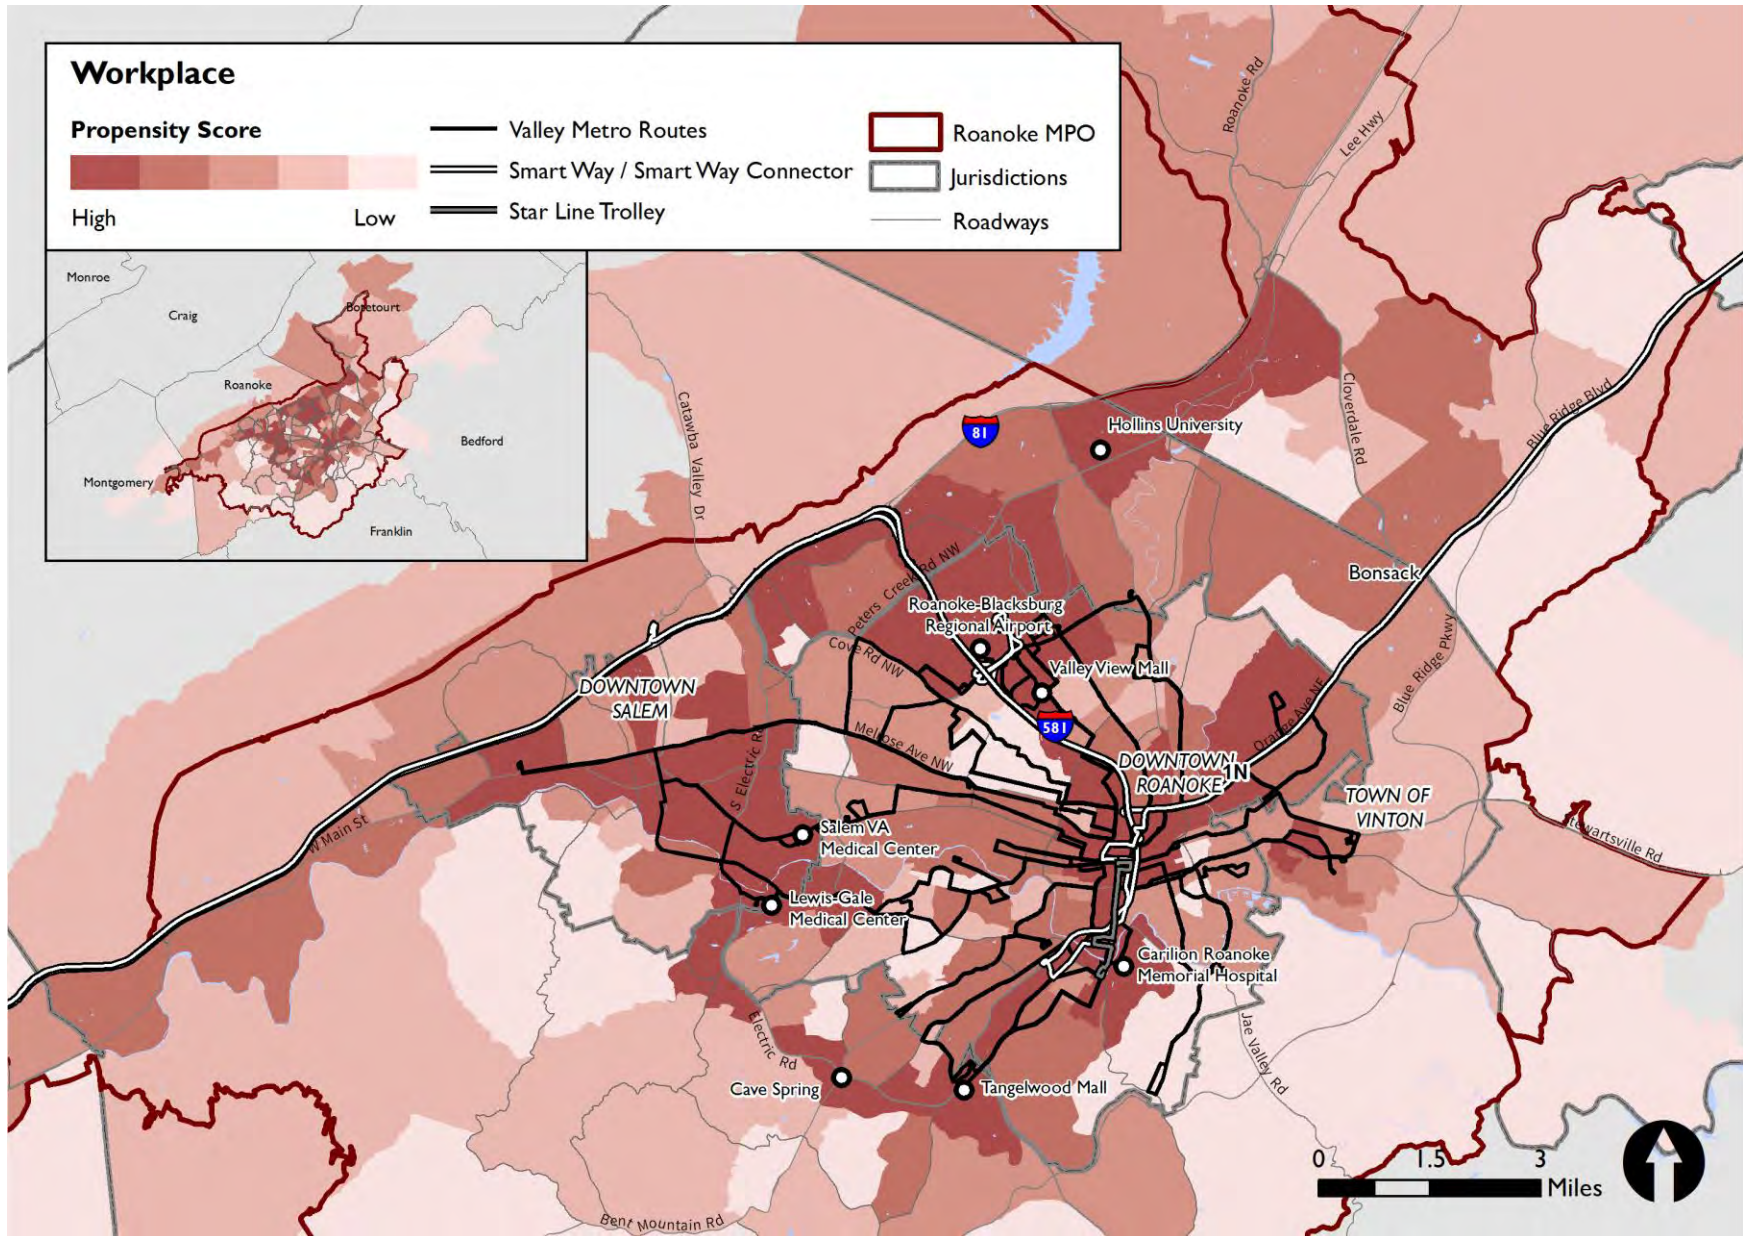 Workplace
Propensity Score
High
Low
Valley Metro Routes
Smart Way / Smart Way Connector
Star Line Trolley
Roanoke MPO
Jurisdictions
Roadways
Monroe
Craig
Botetourt
Roanoke
Bedford
Montgomery
Franklin
Roanoke Rd
Lee Hwy
Catawba Valley Dr
81
Hollins University
Cloverdale Rd
Blue Ridge Blvd
Bonsack
Peters Creek Rd NW
Roanoke-Blacksburg
Regional Airport
Cove Rd NW
Valley View Mall
Blue Ridge Pkwy
DOWNTOWN
SALEM
S Electric Rd
Melrose Ave NW
581
Orange Ave NE
DOWNTOWN
ROANOKE
1N
TOWN OF
VINTON
W Main St
Salem VA
Medical Center
Stewartsville Rd
Lewis-Gale
Medical Center
Carilion Roanoke
Memorial Hospital
Electric Rd
Jae Valley Rd
Cave Spring
Tangelwood Mall
Bent Mountain Rd
0
1.5
3
Miles